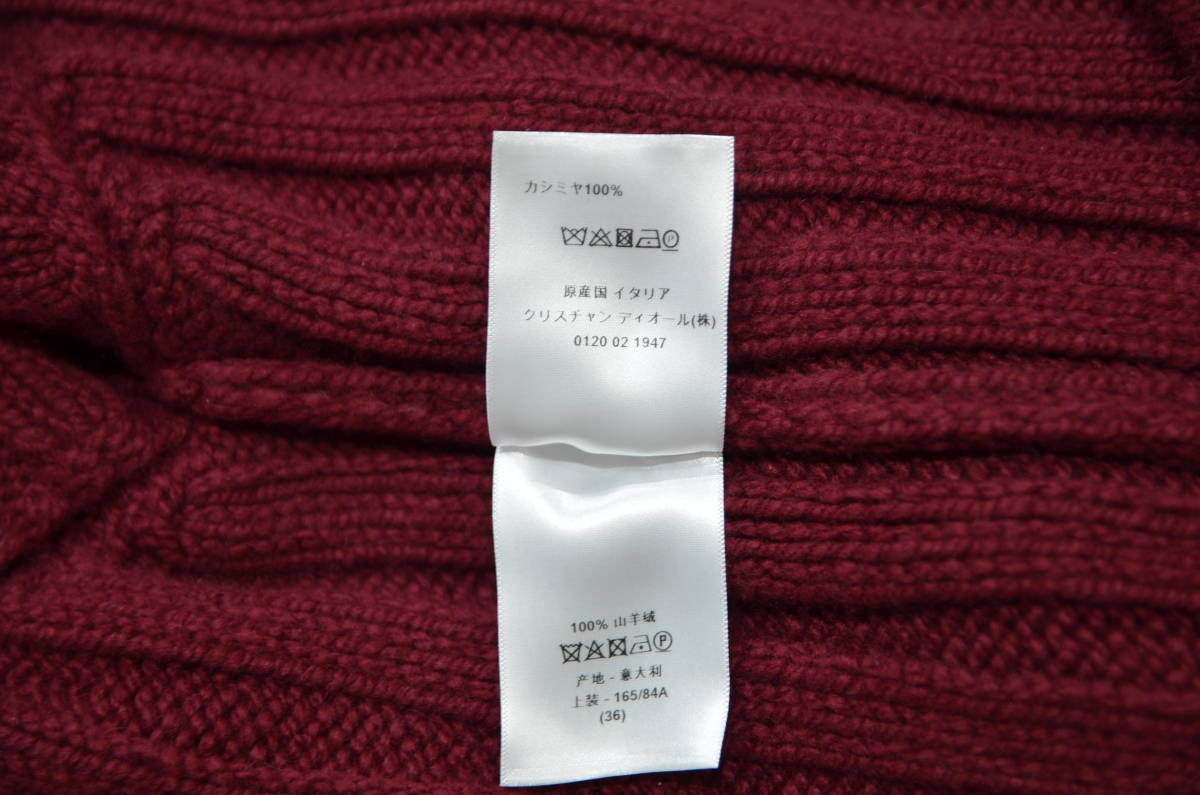 カシミヤ100%
P
原産国 イタリア
クリスチャン ディオール(株)
0120 02 1947
100% 山羊绒
P
产地 - 意大利
上装 - 165/84A
(36)